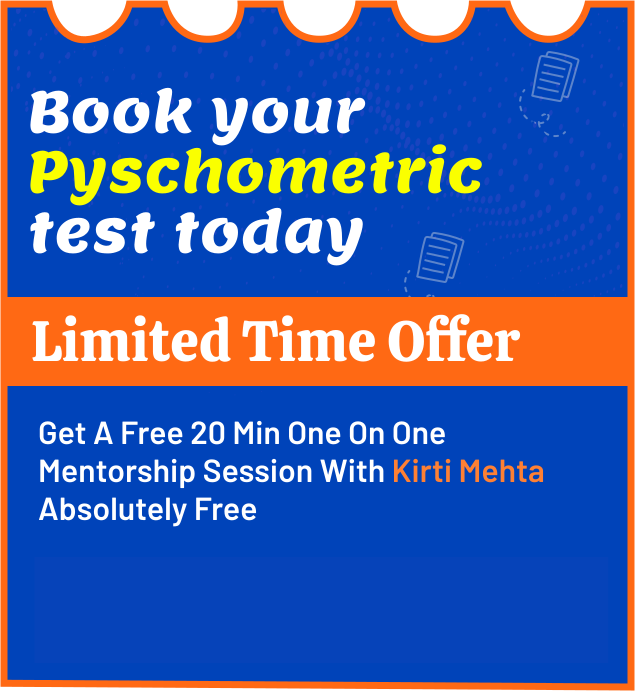 Book your
Pyschometric
test today
Limited Time Offer
Get A Free 20 Min One On One
Mentorship Session With Kirti Mehta
Absolutely Free